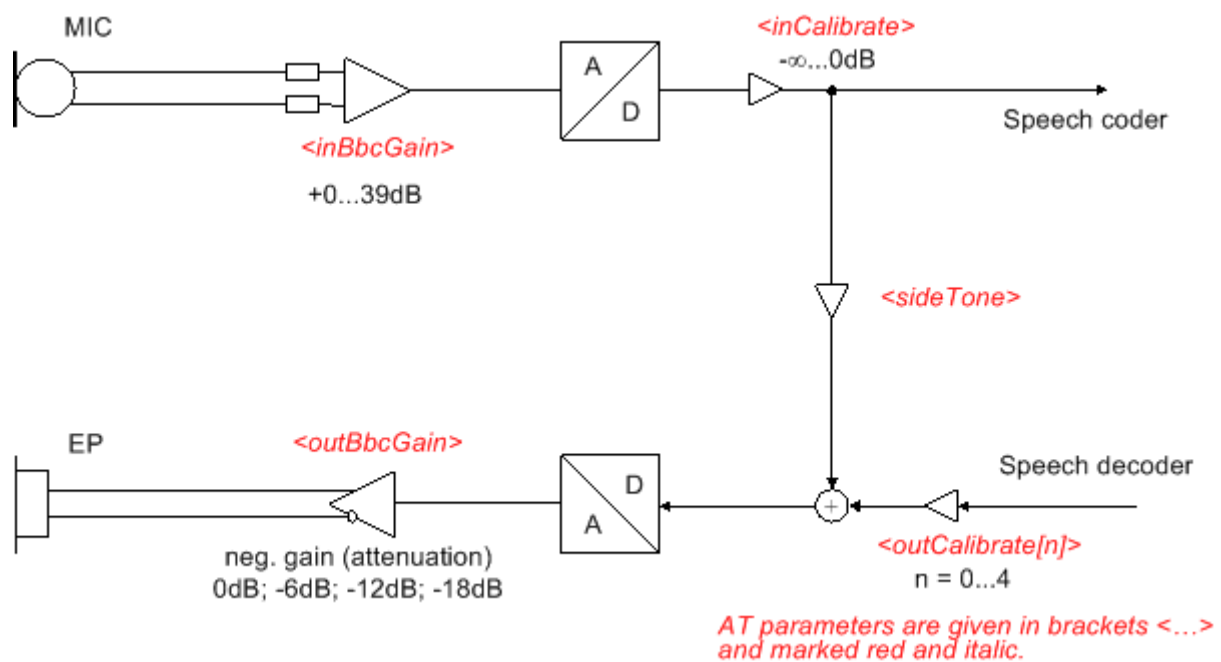 MIC
<inCalibrate>
-∞...0dB
A
D
Speech coder
<inBbcGain>
+0...39dB
<sideTone>
EP
<outBbcGain>
Speech decoder
D
A
+
<outCalibrate[n]>
n = 0...4
neg. gain (attenuation)
0dB; -6dB; -12dB; -18dB
AT parameters are given in brackets <...>
and marked red and italic.